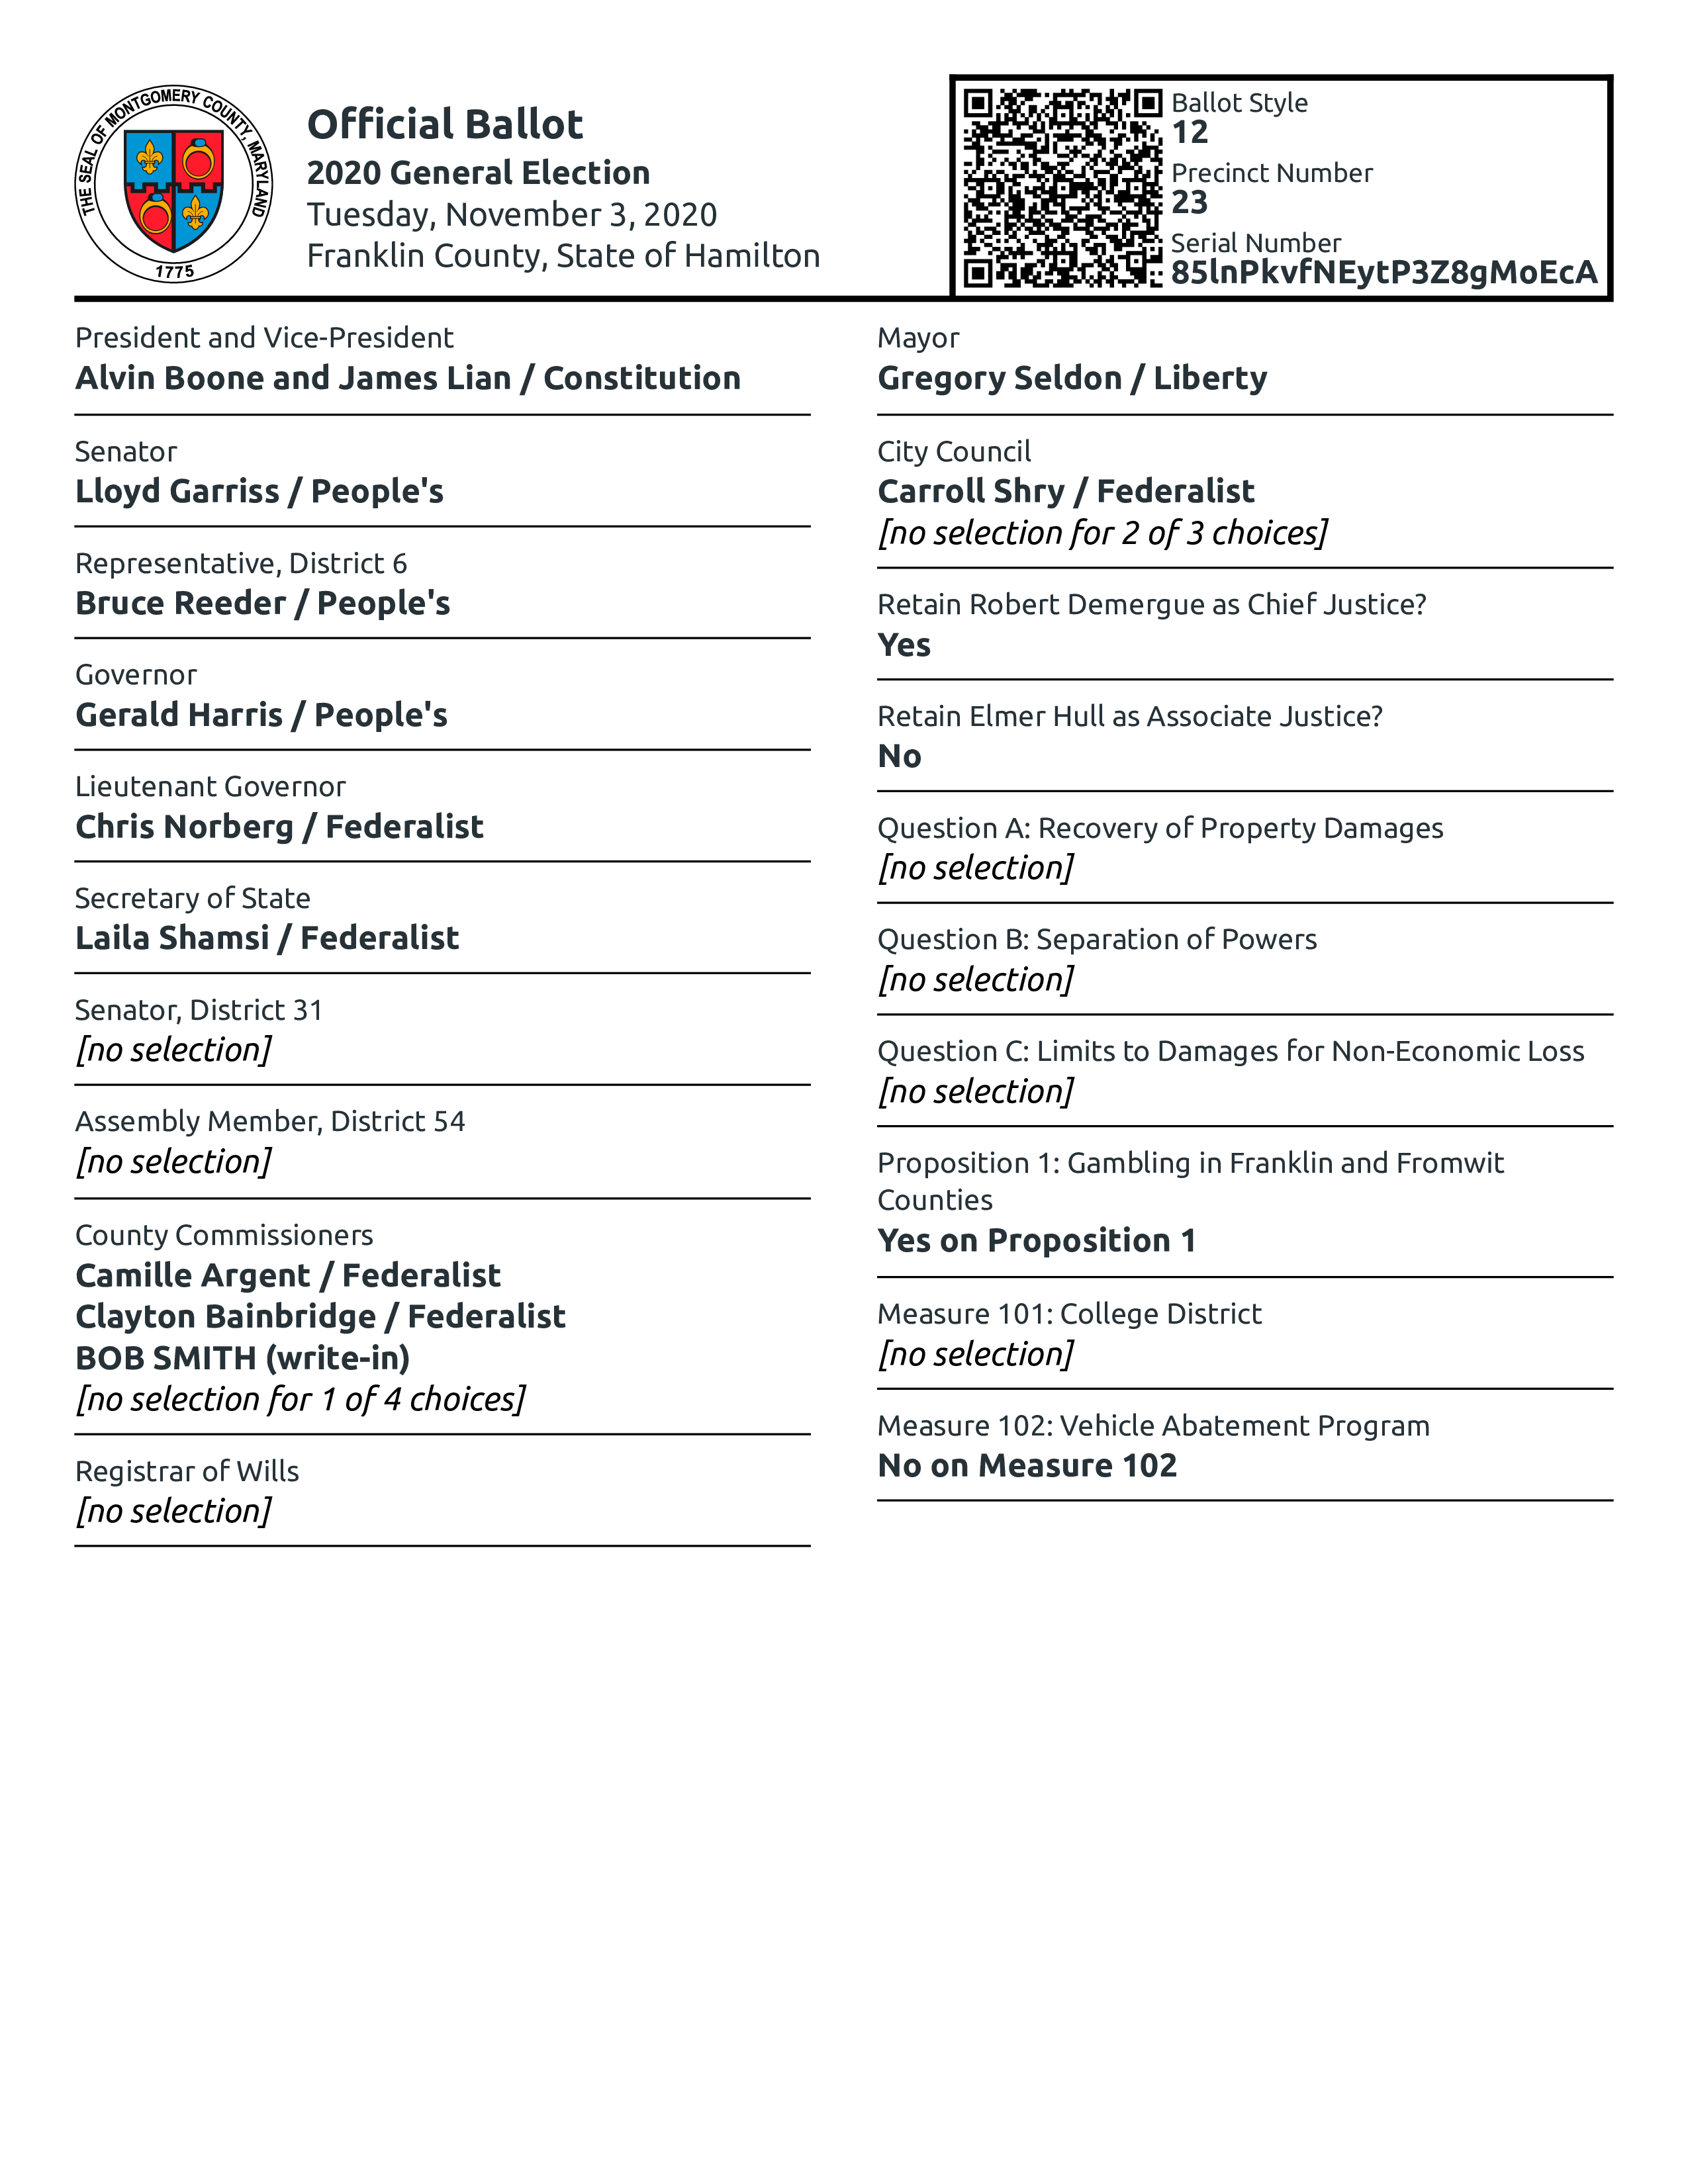 THE SEAL OF MONTGOMERY COUNTY, MARYLAND
1775
Official Ballot
2020 General Election
Tuesday, November 3, 2020
Franklin County, State of Hamilton
Ballot Style
12
Precinct Number
23
Serial Number
85lnPkvfNEytP3Z8gMoEcA
President and Vice-President
Alvin Boone and James Lian / Constitution
Senator
Lloyd Garriss / People's
Representative, District 6
Bruce Reeder / People's
Governor
Gerald Harris / People's
Lieutenant Governor
Chris Norberg / Federalist
Secretary of State
Laila Shamsi / Federalist
Senator, District 31
[no selection]
Assembly Member, District 54
[no selection]
County Commissioners
Camille Argent / Federalist
Clayton Bainbridge / Federalist
BOB SMITH (write-in)
[no selection for 1 of 4 choices]
Registrar of Wills
[no selection]
Mayor
Gregory Seldon / Liberty
City Council
Carroll Shry / Federalist
[no selection for 2 of 3 choices]
Retain Robert Demergue as Chief Justice?
Yes
Retain Elmer Hull as Associate Justice?
No
Question A: Recovery of Property Damages
[no selection]
Question B: Separation of Powers
[no selection]
Question C: Limits to Damages for Non-Economic Loss
[no selection]
Proposition 1: Gambling in Franklin and Fromwit
Counties
Yes on Proposition 1
Measure 101: College District
[no selection]
Measure 102: Vehicle Abatement Program
No on Measure 102